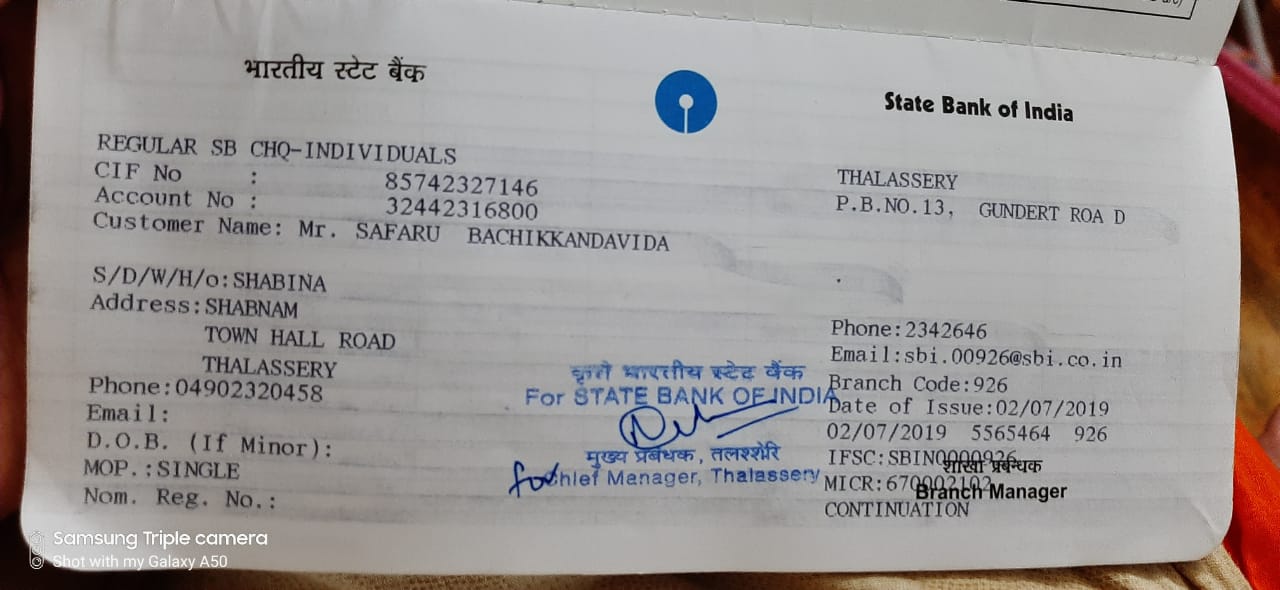 भारतीय स्टेट बैंक
State Bank of India
REGULAR SB CHQ-INDIVIDUALS
CIF No : 85742327146
Account No : 32442316800
Customer Name: Mr. SAFARU BACHIKKANDAVIDA
THALASSERY
P.B.NO.13, GUNDERT ROA D
S/D/W/H/o:SHABINA
Address:SHABNAM
TOWN HALL ROAD
THALASSERY
Phone:04902320458
Email:
D.O.B. (If Minor):
MOP.:SINGLE
Nom. Reg. No.:
कृते भारतीय स्टेट बैंक
For STATE BANK OF INDIA
मुख्य प्रबंधक, तलश्शेरि
for Chief Manager, Thalassery
Phone:2342646
Email:sbi.00926@sbi.co.in
Branch Code:926
Date of Issue:02/07/2019
02/07/2019 5565464 926
IFSC:SBIN0000926
शाखा प्रबन्धक
MICR:670002102
Branch Manager
CONTINUATION
Samsung Triple camera
Shot with my Galaxy A50